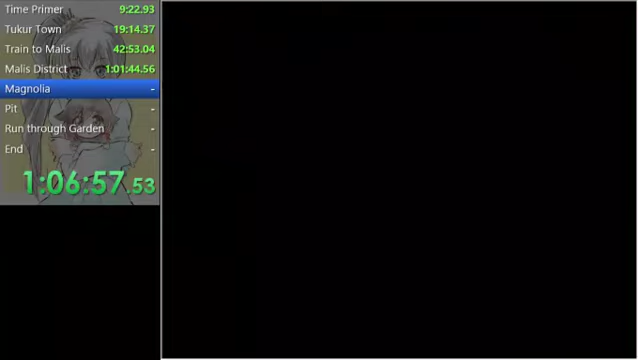 Time Primer 9:22.93
Tukur Town 19:14.37
Train to Malis 42:53.04
Malis District 1:01:44.56
Magnolia -
Pit -
Run through Garden -
End -
1:06:57.53